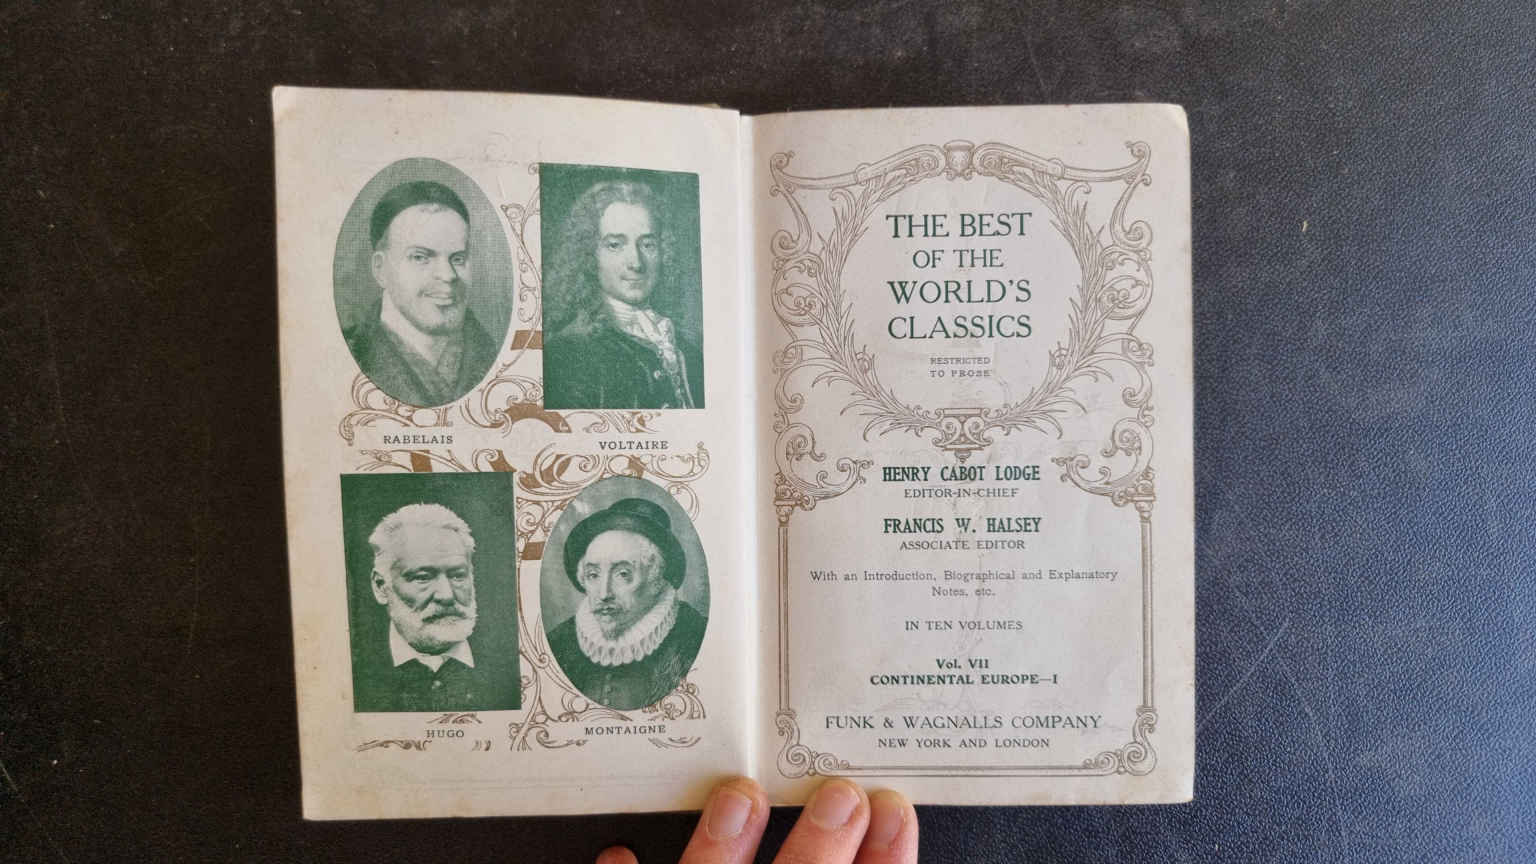 RABELAIS
VOLTAIRE
HUGO
MONTAIGNE
THE BEST
OF THE
WORLD'S
CLASSICS
RESTRICTED
TO PROSE
HENRY CABOT LODGE
EDITOR-IN-CHIEF
FRANCIS W. HALSEY
ASSOCIATE EDITOR
With an Introduction, Biographical and Explanatory
Notes, etc.
IN TEN VOLUMES
Vol. VII
CONTINENTAL EUROPE—I
FUNK & WAGNALLS COMPANY
NEW YORK AND LONDON